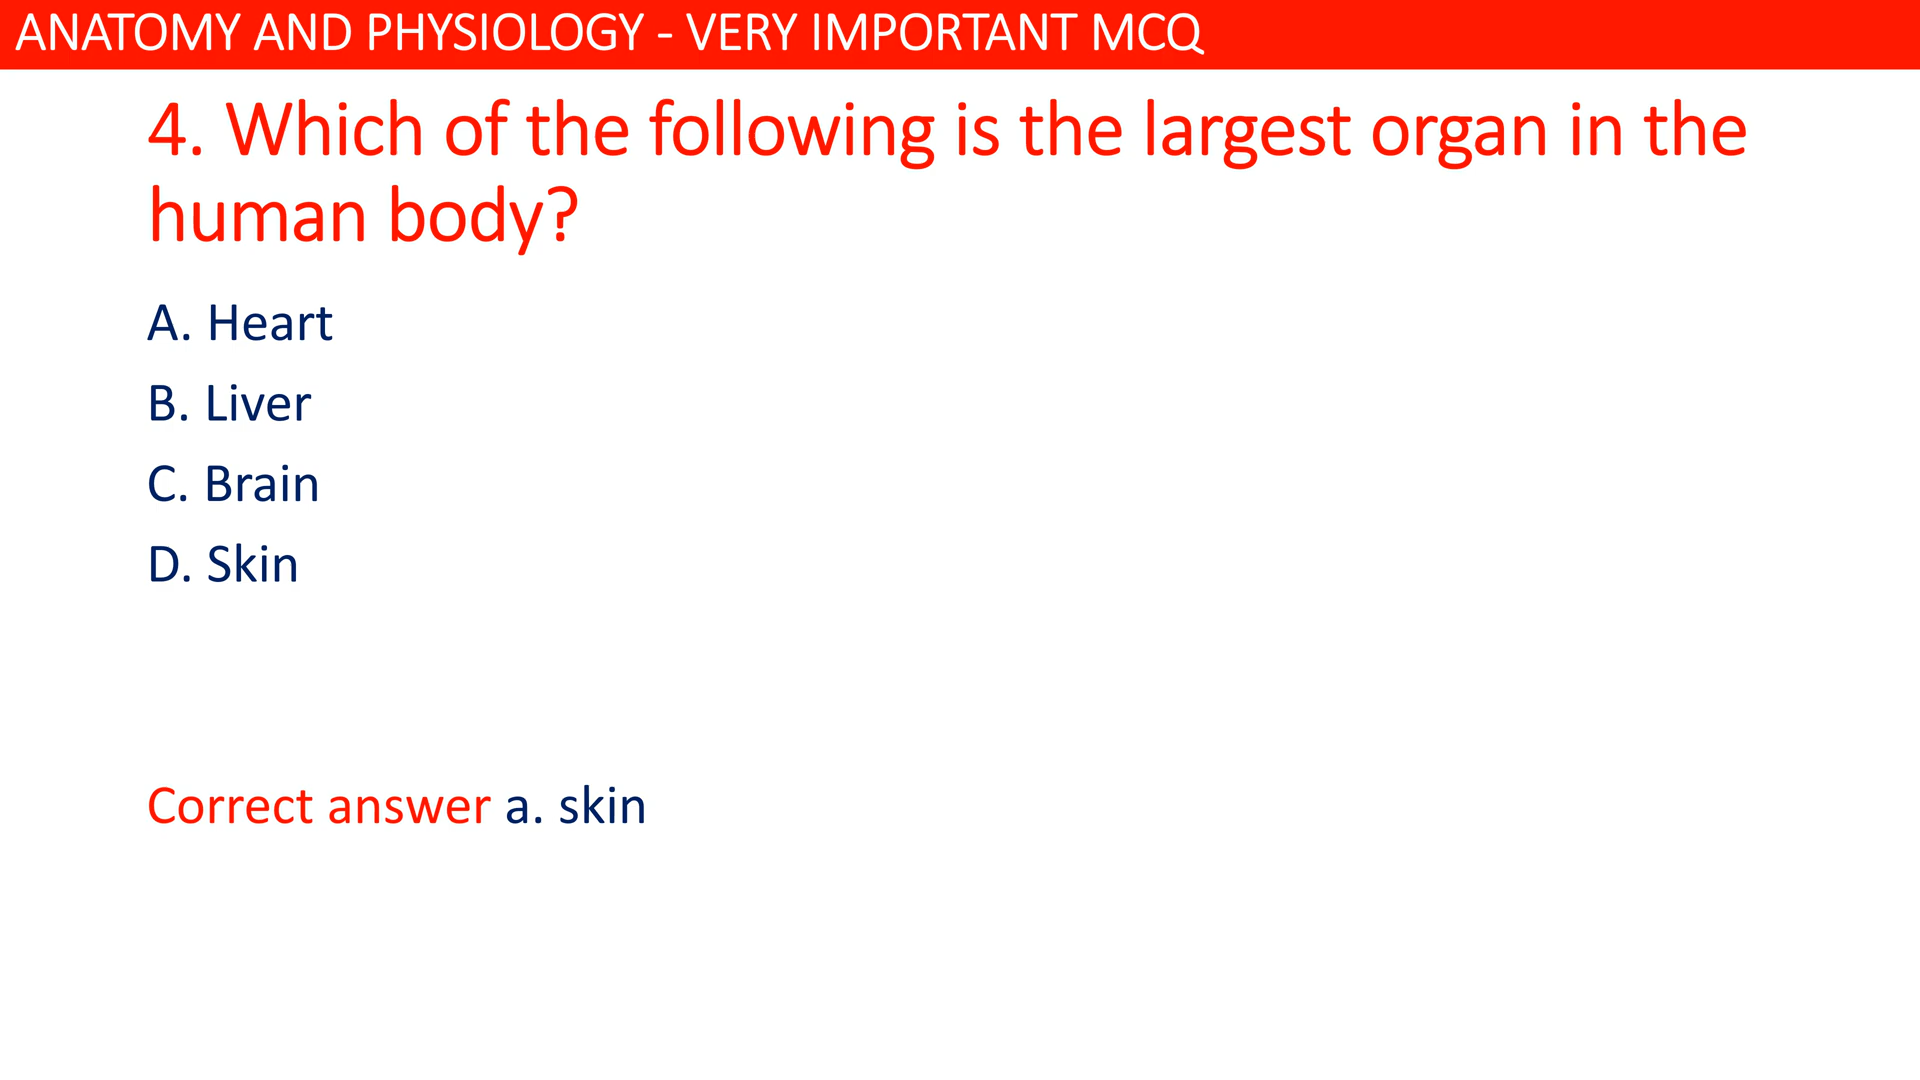 ANATOMY AND PHYSIOLOGY - VERY IMPORTANT MCQ
4. Which of the following is the largest organ in the
human body?
A. Heart
B. Liver
C. Brain
D. Skin
Correct answer a. skin